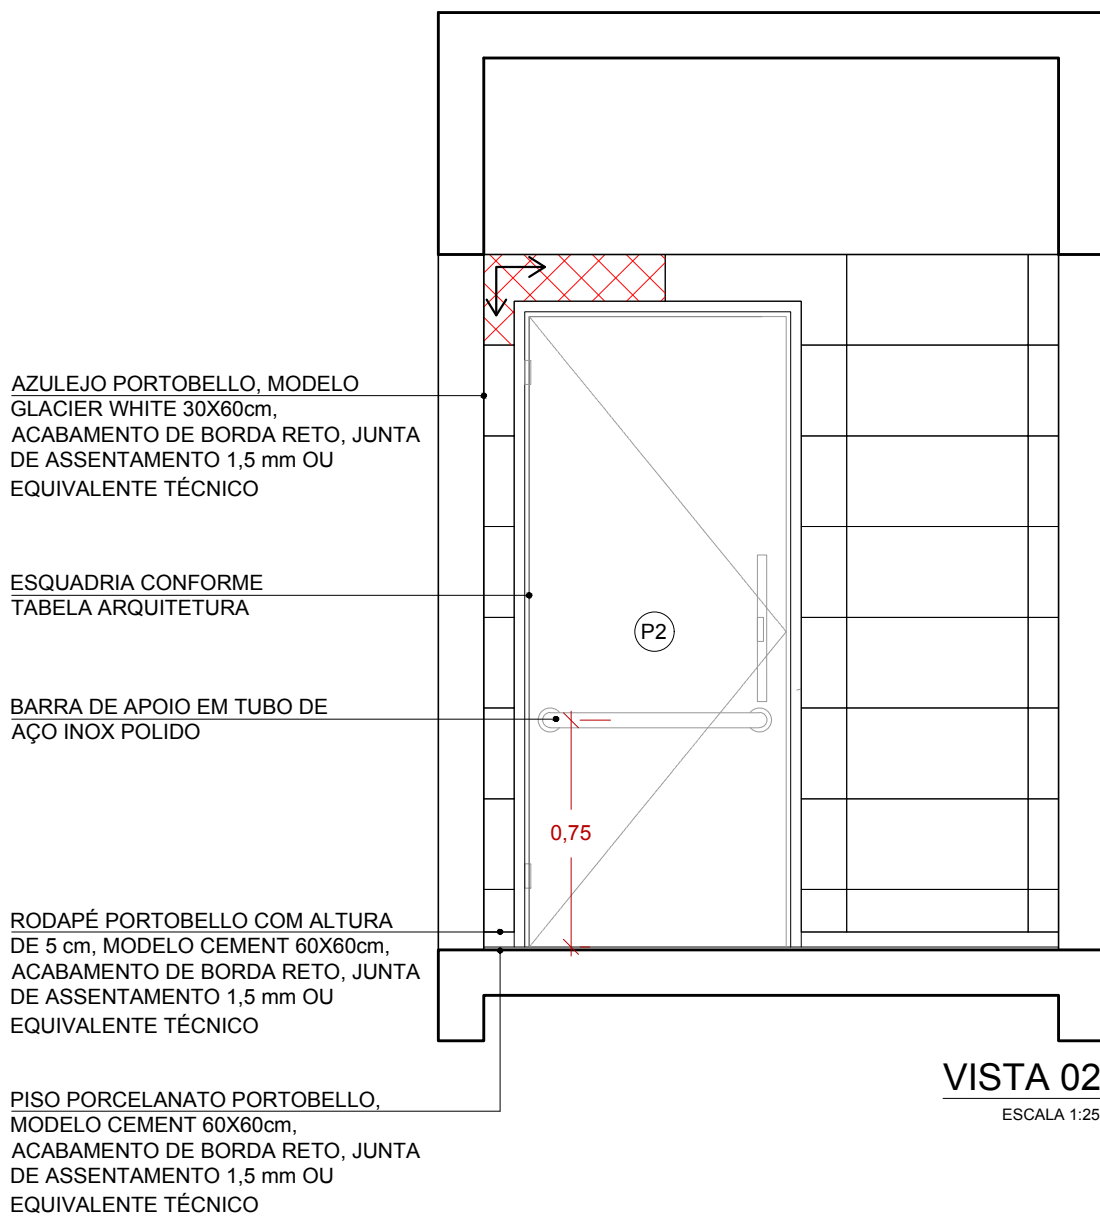 AZULEJO PORTOBELLO, MODELO
GLACIER WHITE 30X60cm,
ACABAMENTO DE BORDA RETO, JUNTA
DE ASSENTAMENTO 1,5 mm OU
EQUIVALENTE TÉCNICO
ESQUADRIA CONFORME
TABELA ARQUITETURA
P2
BARRA DE APOIO EM TUBO DE
AÇO INOX POLIDO
0,75
RODAPÉ PORTOBELLO COM ALTURA
DE 5 cm, MODELO CEMENT 60X60cm,
ACABAMENTO DE BORDA RETO, JUNTA
DE ASSENTAMENTO 1,5 mm OU
EQUIVALENTE TÉCNICO
PISO PORCELANATO PORTOBELLO,
MODELO CEMENT 60X60cm,
ACABAMENTO DE BORDA RETO, JUNTA
DE ASSENTAMENTO 1,5 mm OU
EQUIVALENTE TÉCNICO
VISTA 02
ESCALA 1:25